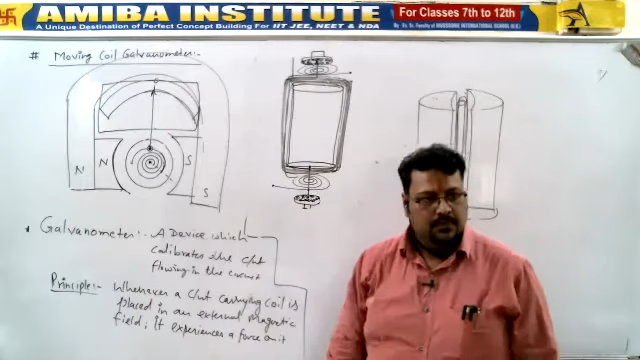 AMIBA INSTITUTE
A Unique Destination of Perfect Concept Building For IIT JEE, NEET & NDA
For Classes 7th to 12th
# Moving Coil Galvanometer:-
N N S S
* Galvanometer:- A Device which
calibrates the c/nt
flowing in the circuit
Principle:- Whenever a c/nt carrying coil is
placed in an external magnetic
field; It experiences a force on it